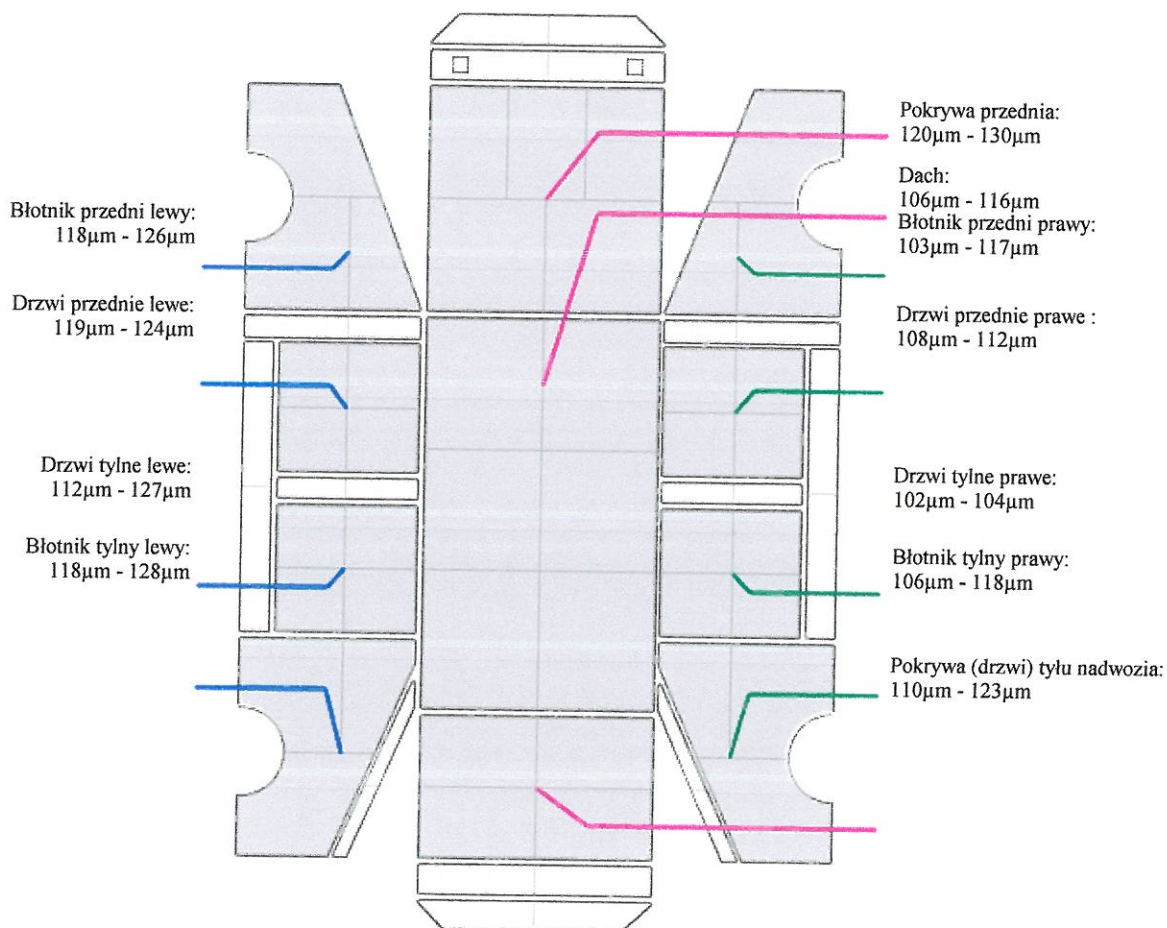 Błotnik przedni lewy:
118µm - 126µm
Drzwi przednie lewe:
119µm - 124µm
Drzwi tylne lewe:
112µm - 127µm
Błotnik tylny lewy:
118µm - 128µm
Pokrywa przednia:
120µm - 130µm
Dach:
106µm - 116µm
Błotnik przedni prawy:
103µm - 117µm
Drzwi przednie prawe :
108µm - 112µm
Drzwi tylne prawe:
102µm - 104µm
Błotnik tylny prawy:
106µm - 118µm
Pokrywa (drzwi) tyłu nadwozia:
110µm - 123µm